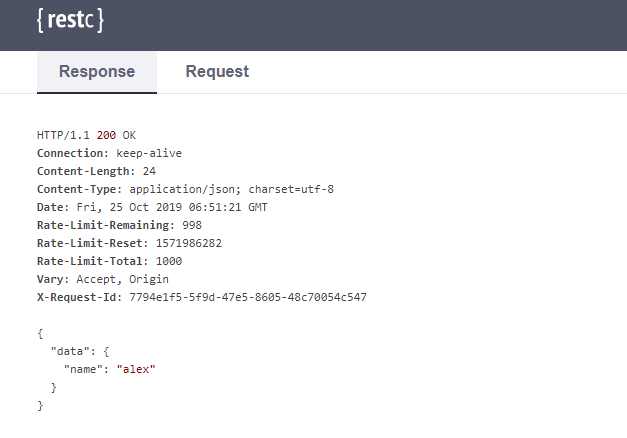 {restc}
Response Request
HTTP/1.1 200 OK
Connection: keep-alive
Content-Length: 24
Content-Type: application/json; charset=utf-8
Date: Fri, 25 Oct 2019 06:51:21 GMT
Rate-Limit-Remaining: 998
Rate-Limit-Reset: 1571986282
Rate-Limit-Total: 1000
Vary: Accept, Origin
X-Request-Id: 7794e1f5-5f9d-47e5-8605-48c70054c547
{
  "data": {
    "name": "alex"
  }
}